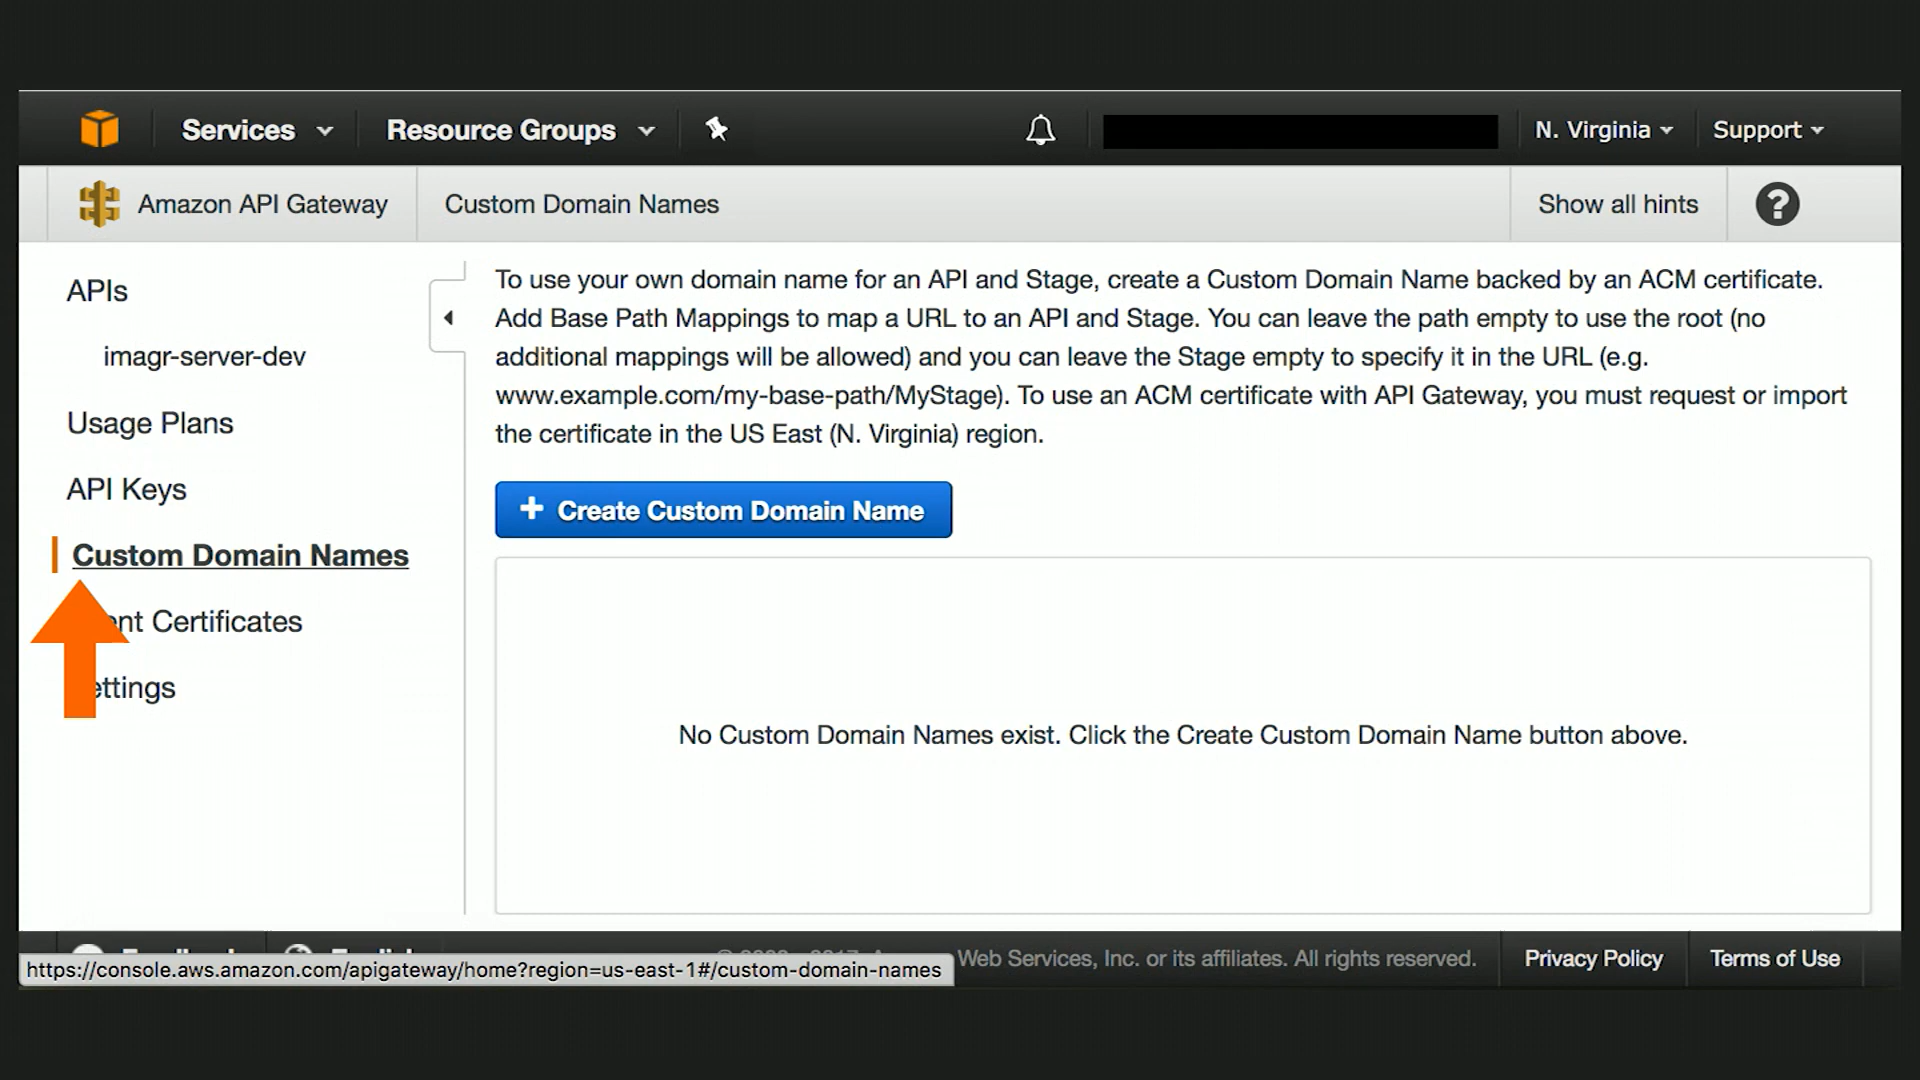 Services
Resource Groups
N. Virginia
Support
Amazon API Gateway
Custom Domain Names
Show all hints
?
APIs
imagr-server-dev
Usage Plans
API Keys
Custom Domain Names
nt Certificates
ettings
To use your own domain name for an API and Stage, create a Custom Domain Name backed by an ACM certificate.
Add Base Path Mappings to map a URL to an API and Stage. You can leave the path empty to use the root (no
additional mappings will be allowed) and you can leave the Stage empty to specify it in the URL (e.g.
www.example.com/my-base-path/MyStage). To use an ACM certificate with API Gateway, you must request or import
the certificate in the US East (N. Virginia) region.
+ Create Custom Domain Name
No Custom Domain Names exist. Click the Create Custom Domain Name button above.
Web Services, Inc. or its affiliates. All rights reserved.
Privacy Policy
Terms of Use
https://console.aws.amazon.com/apigateway/home?region=us-east-1#/custom-domain-names